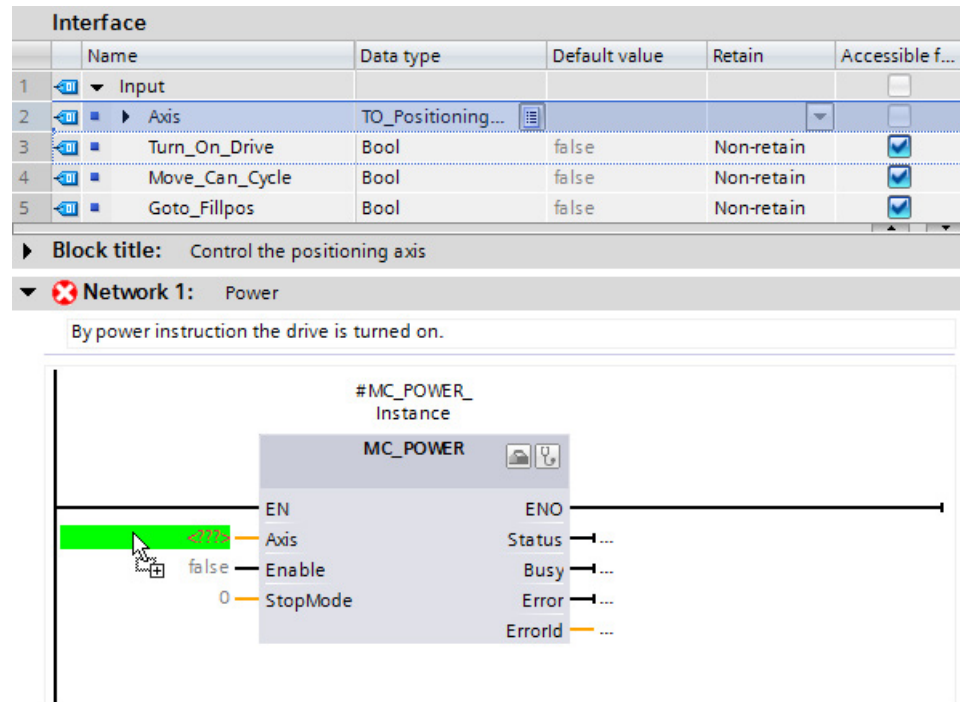 Interface
Name Data type Default value Retain Accessible f...
1 Input
2 Axis TO_Positioning...
3 Turn_On_Drive Bool false Non-retain
4 Move_Can_Cycle Bool false Non-retain
5 Goto_Fillpos Bool false Non-retain
Block title: Control the positioning axis
Network 1: Power
By power instruction the drive is turned on.
#MC_POWER_
Instance
MC_POWER
EN ENO
<???> Axis Status ...
false Enable Busy ...
0 StopMode Error ...
ErrorId ...